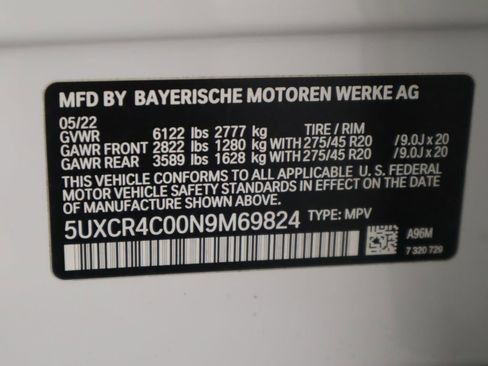 MFD BY BAYERISCHE MOTOREN WERKE AG
05/22
GVWR 6122 lbs 2777 kg TIRE / RIM
GAWR FRONT 2822 lbs 1280 kg WITH 275/45 R20 / 9.0J x 20
GAWR REAR 3589 lbs 1628 kg WITH 275/45 R20 / 9.0J x 20
THIS VEHICLE CONFORMS TO ALL APPLICABLE U. S. FEDERAL
MOTOR VEHICLE SAFETY STANDARDS IN EFFECT ON THE DATE
OF MANUFACTURE SHOWN ABOVE.
5UXCR4C00N9M69824 TYPE: MPV
A96M
7 320 729